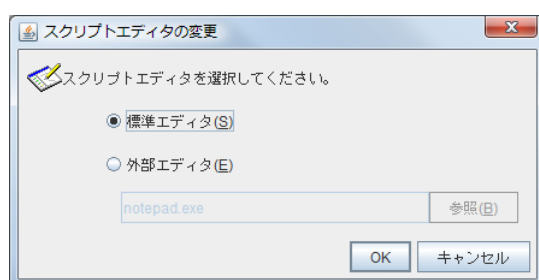 スクリプトエディタの変更
スクリプトエディタを選択してください。
標準エディタ(S)
外部エディタ(E)
notepad.exe 参照(B)
OK キャンセル